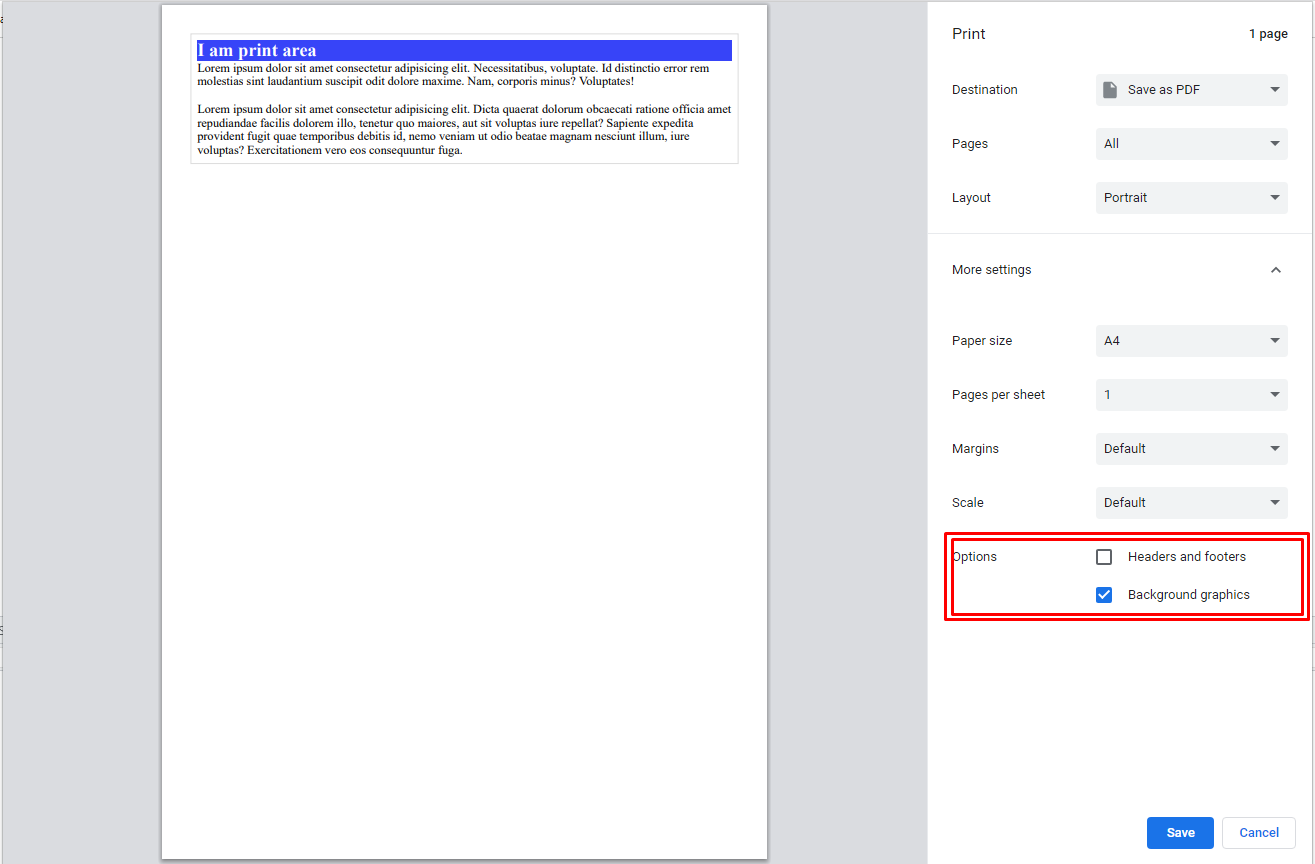 I am print area
Lorem ipsum dolor sit amet consectetur adipisicing elit. Necessitatibus, voluptate. Id distinctio error rem
molestias sint laudantium suscipit odit dolore maxime. Nam, corporis minus? Voluptates!
Lorem ipsum dolor sit amet consectetur adipisicing elit. Dicta quaerat dolorum obcaecati ratione officia amet
repudiandae facilis dolorem illo, tenetur quo maiores, aut sit voluptas iure repellat? Sapiente expedita
provident fugit quae temporibus debitis id, nemo veniam ut odio beatae magnam nesciunt illum, iure
voluptas? Exercitationem vero eos consequuntur fuga.
Print 1 page
Destination Save as PDF
Pages All
Layout Portrait
More settings
Paper size A4
Pages per sheet 1
Margins Default
Scale Default
Options Headers and footers
Background graphics
Save Cancel